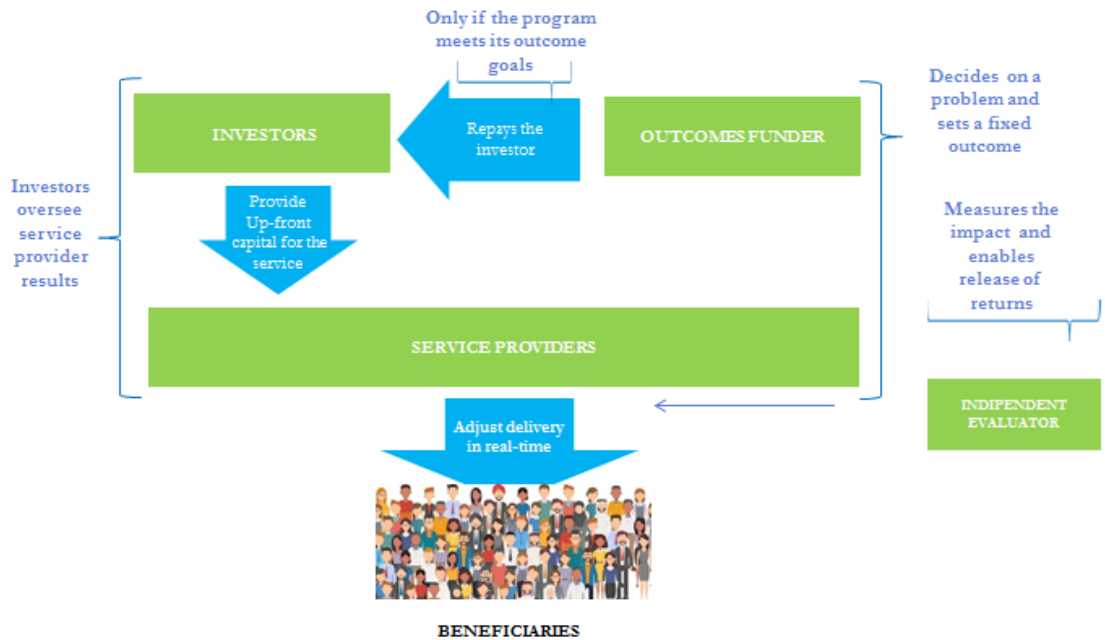 Only if the program
meets its outcome
goals
INVESTORS
Repays the
investor
OUTCOMES FUNDER
Decides on a
problem and
sets a fixed
outcome
Investors
oversee
service
provider
results
Provide
Up-front
capital for the
service
Measures the
impact and
enables
release of
returns
SERVICE PROVIDERS
INDIPENDENT
EVALUATOR
Adjust delivery
in real-time
BENEFICIARIES